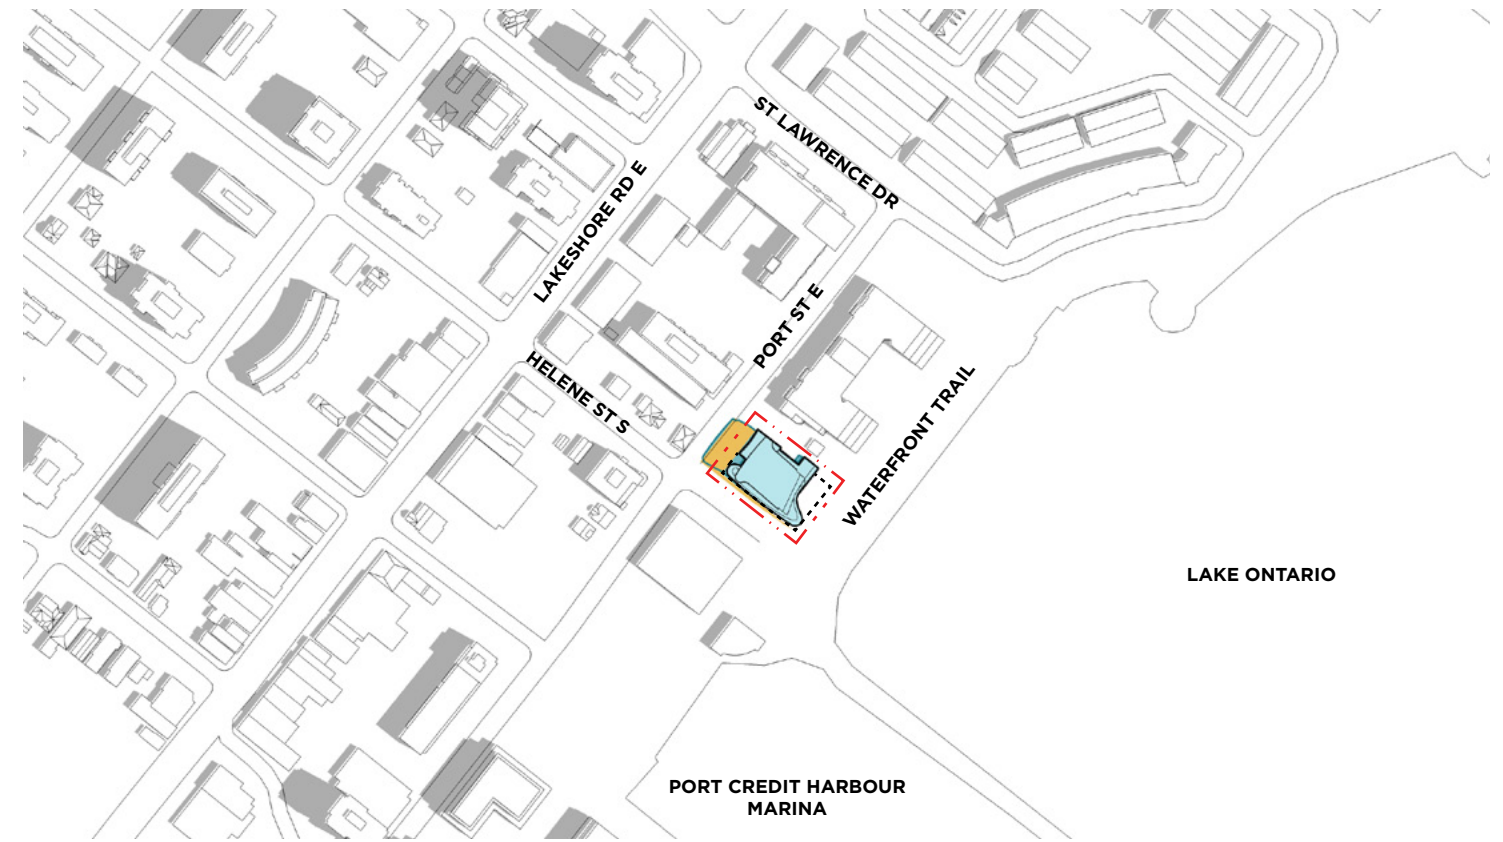 ST LAWRENCE DR
LAKESHORE RD E
PORT ST E
HELENE ST S
WATERFRONT TRAIL
LAKE ONTARIO
PORT CREDIT HARBOUR
MARINA